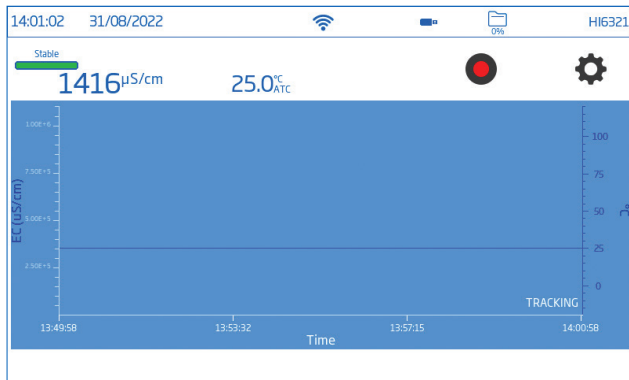 14:01:02 31/08/2022 0% HI6321
Stable
1416 µS/cm 25.0 °C
ATC
1.00E+6
7.50E+5
5.00E+5
2.50E+5
EC (uS/cm)
100
75
50
25
0
°C
TRACKING
13:49:58 13:53:32 13:57:15 14:00:58
Time